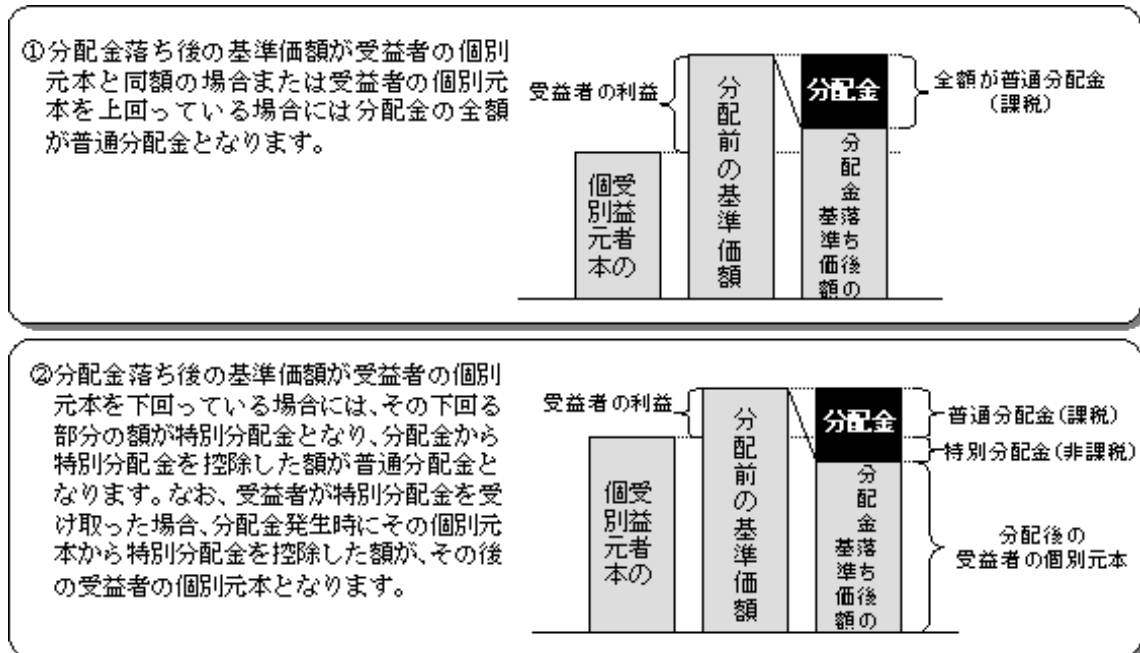 ①分配金落ち後の基準価額が受益者の個別
元本と同額の場合または受益者の個別元
本を上回っている場合には分配金の全額
が普通分配金となります。
受益者の利益
受益者の
個別元本
分配前の基準価額
分配金
分配金落ち後の
基準価額
全額が普通分配金
(課税)
②分配金落ち後の基準価額が受益者の個別
元本を下回っている場合には、その下回る
部分の額が特別分配金となり、分配金から
特別分配金を控除した額が普通分配金と
なります。なお、受益者が特別分配金を受
け取った場合、分配金発生時にその個別元
本から特別分配金を控除した額が、その後
の受益者の個別元本となります。
受益者の利益
受益者の
個別元本
分配前の基準価額
分配金
分配金落ち後の
基準価額
普通分配金(課税)
特別分配金(非課税)
分配後の
受益者の個別元本